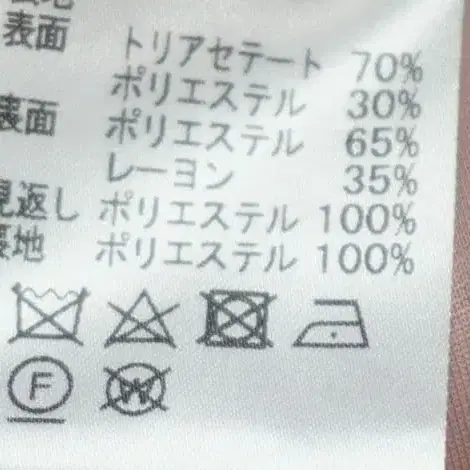 表面 トリアセテート 70%
ポリエステル 30%
面 ポリエステル 65%
レーヨン 35%
見返し ポリエステル 100%
裏地 ポリエステル 100%
F W